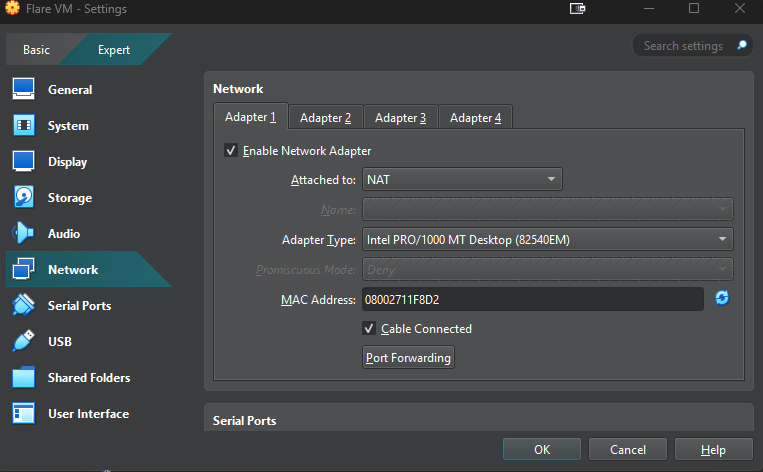 Flare VM - Settings
Basic
Expert
Search settings
General
System
Display
Storage
Audio
Network
Serial Ports
USB
Shared Folders
User Interface
Network
Adapter 1
Adapter 2
Adapter 3
Adapter 4
Enable Network Adapter
Attached to: NAT
Name:
Adapter Type: Intel PRO/1000 MT Desktop (82540EM)
Promiscuous Mode: Deny
MAC Address: 08002711F8D2
Cable Connected
Port Forwarding
Serial Ports
OK
Cancel
Help